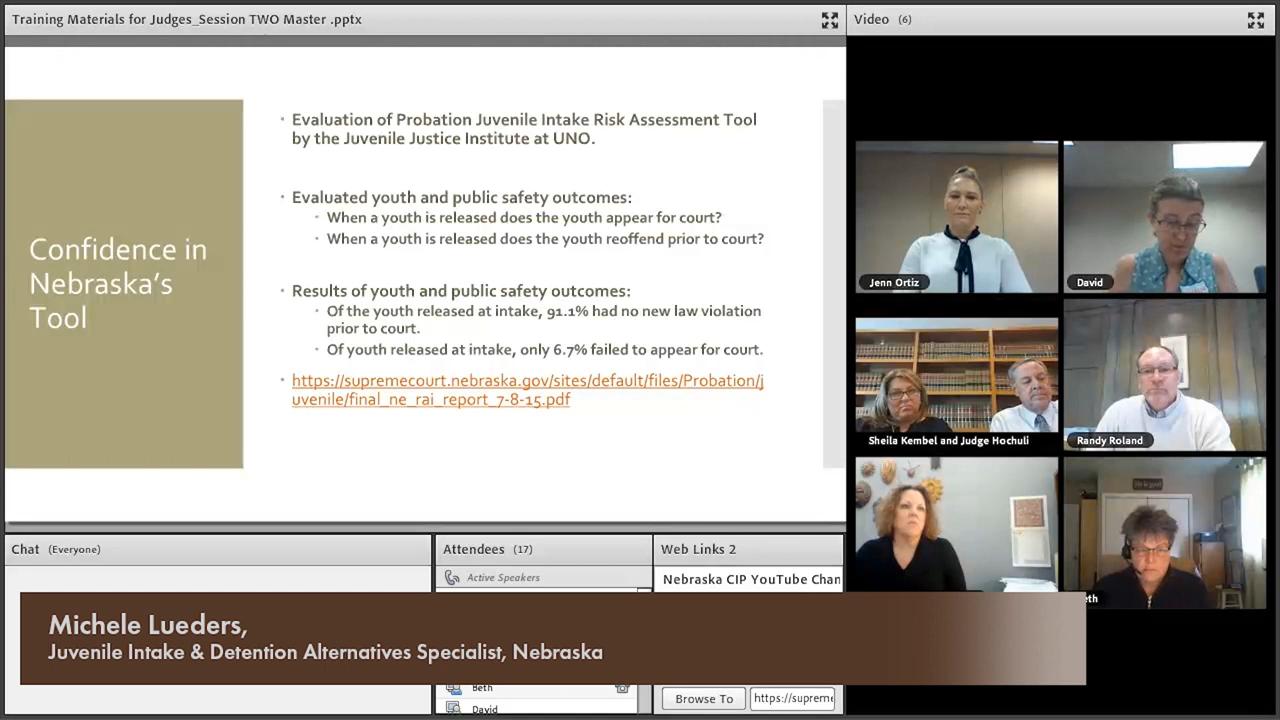 Training Materials for Judges_Session TWO Master .pptx
Video (6)
Confidence in
Nebraska's
Tool
Evaluation of Probation Juvenile Intake Risk Assessment Tool
by the Juvenile Justice Institute at UNO.
Evaluated youth and public safety outcomes:
When a youth is released does the youth appear for court?
When a youth is released does the youth reoffend prior to court?
Results of youth and public safety outcomes:
Of the youth released at intake, 91.1% had no new law violation
prior to court.
Of youth released at intake, only 6.7% failed to appear for court.
https://supremecourt.nebraska.gov/sites/default/files/Probation/j
uvenile/final_ne_rai_report_7-8-15.pdf
Jenn Ortiz
David
Sheila Kembel and Judge Hochuli
Randy Roland
eth
Chat (Everyone)
Attendees (17)
Active Speakers
Web Links 2
Nebraska CIP YouTube Chan
Michele Lueders,
Juvenile Intake & Detention Alternatives Specialist, Nebraska
Beth
David
Browse To
https://supreme